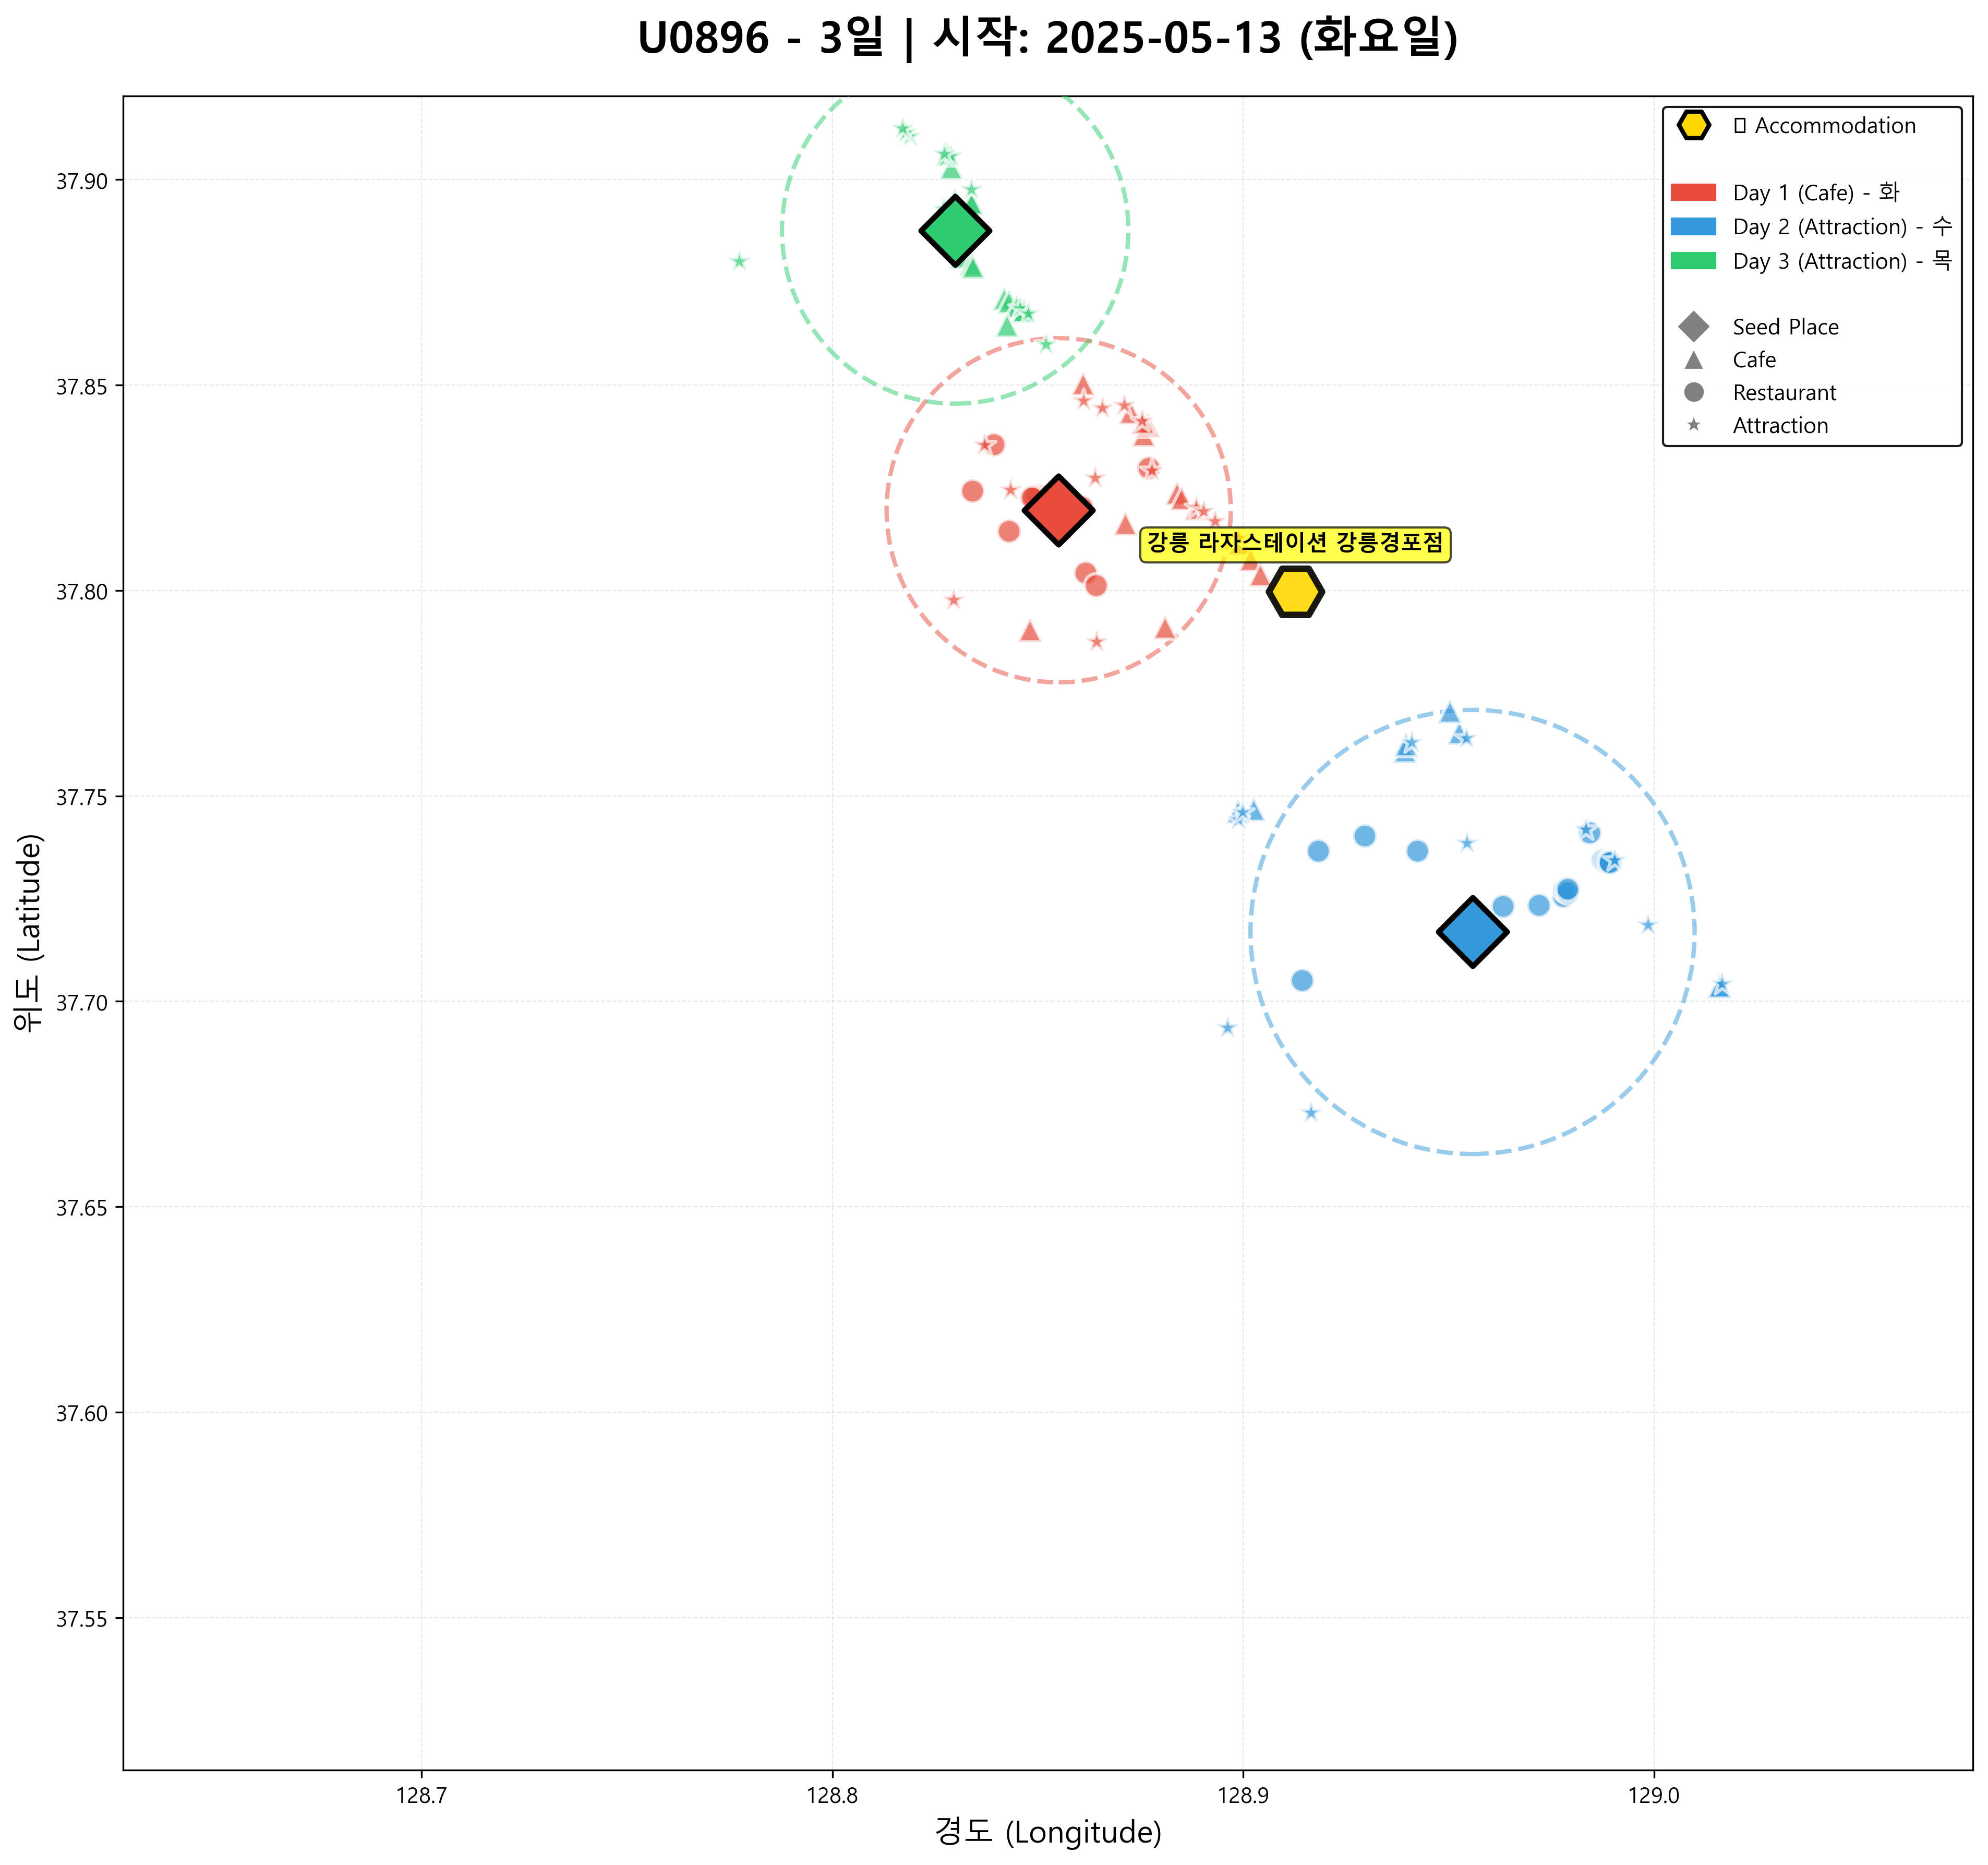 U0896 - 3일 | 시작: 2025-05-13 (화요일)
Accommodation
Day 1 (Cafe) - 화
Day 2 (Attraction) - 수
Day 3 (Attraction) - 목
Seed Place
Cafe
Restaurant
Attraction
강릉 라자스테이션 강릉경포점
위도 (Latitude)
37.90
37.85
37.80
37.75
37.70
37.65
37.60
37.55
128.7
128.8
128.9
129.0
경도 (Longitude)